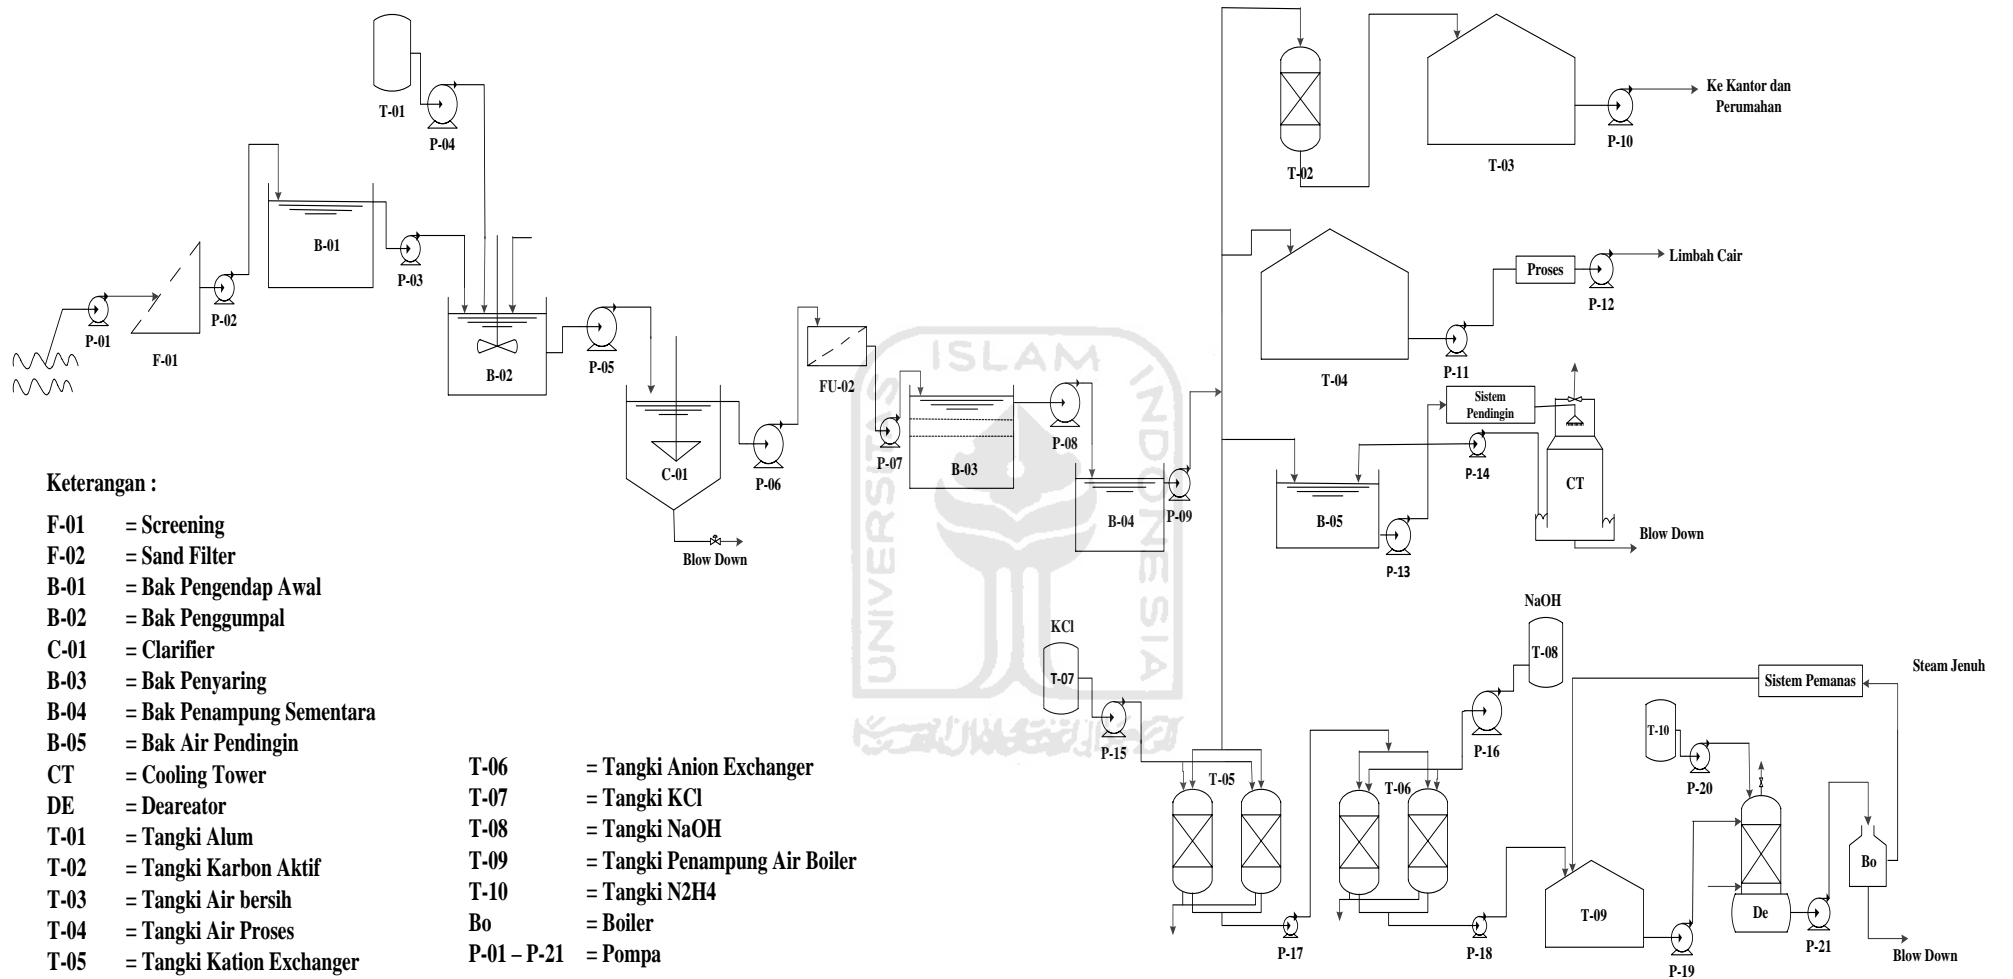 T-01
P-04
P-01
F-01
P-02
B-01
P-03
B-02
P-05
C-01
Blow Down
P-06
FU-02
P-07
B-03
P-08
B-04
P-09
T-02
T-03
P-10
Ke Kantor dan
Perumahan
T-04
P-11
Proses
P-12
Limbah Cair
B-05
P-13
Sistem
Pendingin
P-14
CT
Blow Down
KCl
T-07
P-15
T-05
P-17
NaOH
T-08
P-16
T-06
P-18
T-09
P-19
T-10
P-20
De
P-21
Sistem Pemanas
Steam Jenuh
Bo
Blow Down
UNIVERSITAS
ISLAM
INDONESIA
Keterangan :
F-01 = Screening
F-02 = Sand Filter
B-01 = Bak Pengendap Awal
B-02 = Bak Penggumpal
C-01 = Clarifier
B-03 = Bak Penyaring
B-04 = Bak Penampung Sementara
B-05 = Bak Air Pendingin
CT = Cooling Tower
DE = Deareator
T-01 = Tangki Alum
T-02 = Tangki Karbon Aktif
T-03 = Tangki Air bersih
T-04 = Tangki Air Proses
T-05 = Tangki Kation Exchanger
T-06 = Tangki Anion Exchanger
T-07 = Tangki KCl
T-08 = Tangki NaOH
T-09 = Tangki Penampung Air Boiler
T-10 = Tangki N2H4
Bo = Boiler
P-01 – P-21 = Pompa